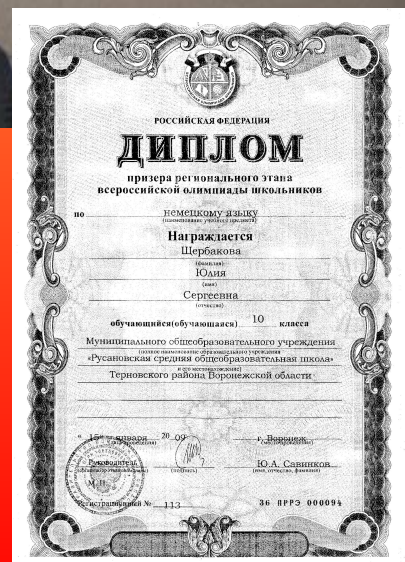 РОССИЙСКАЯ ФЕДЕРАЦИЯ
ДИПЛОМ
призера регионального этапа
всероссийской олимпиады школьников
по немецкому языку
(наименование учебного предмета)
Награждается
Щербакова
(фамилия)
Юлия
(имя)
Сергеевна
(отчество)
обучающийся(обучающаяся) 10 класса
Муниципального общеобразовательного учреждения
(полное наименование образовательного учреждения
«Русановская средняя общеобразовательная школа»
и его местонахождение)
Терновского района Воронежской области
" 15 " января 20 09 г. Воронеж
Руководитель
(подпись)
Ю.А. Савинков
(имя, отчество, фамилия)
М.П.
Регистрационный № 113
36 ПРРЭ 000094